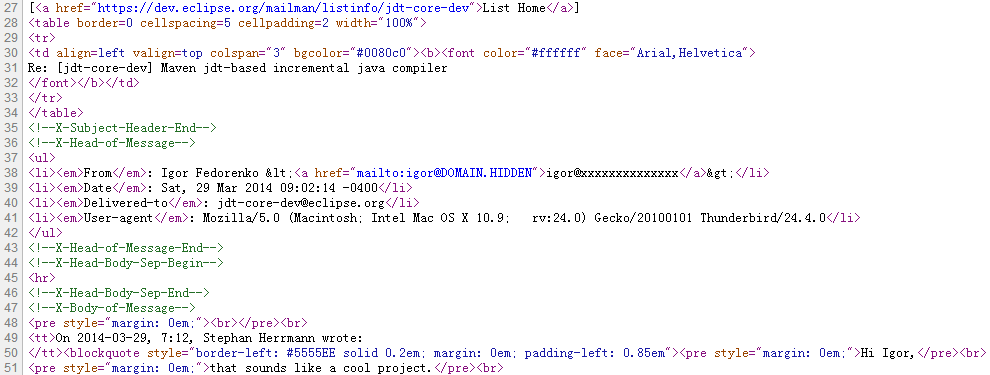 27 [<a href="https://dev.eclipse.org/mailman/listinfo/jdt-core-dev">List Home</a>]
28 <table border=0 cellspacing=5 cellpadding=2 width="100%">
29 <tr>
30 <td align=left valign=top colspan="3" bgcolor="#0080c0"><b><font color="#ffffff" face="Arial,Helvetica">
31 Re: [jdt-core-dev] Maven jdt-based incremental java compiler
32 </font></b></td>
33 </tr>
34 </table>
35 <!--X-Subject-Header-End-->
36 <!--X-Head-of-Message-->
37 <ul>
38 <li><em>From</em>: Igor Fedorenko &lt;<a href="mailto:igor@DOMAIN.HIDDEN">igor@xxxxxxxxxxxxxx</a>&gt;</li>
39 <li><em>Date</em>: Sat, 29 Mar 2014 09:02:14 -0400</li>
40 <li><em>Delivered-to</em>: jdt-core-dev@eclipse.org</li>
41 <li><em>User-agent</em>: Mozilla/5.0 (Macintosh; Intel Mac OS X 10.9;   rv:24.0) Gecko/20100101 Thunderbird/24.4.0</li>
42 </ul>
43 <!--X-Head-of-Message-End-->
44 <!--X-Head-Body-Sep-Begin-->
45 <hr>
46 <!--X-Head-Body-Sep-End-->
47 <!--X-Body-of-Message-->
48 <pre style="margin: 0em;"><br></pre><br>
49 <tt>On 2014-03-29, 7:12, Stephan Herrmann wrote:
50 </tt><blockquote style="border-left: #5555EE solid 0.2em; margin: 0em; padding-left: 0.85em"><pre style="margin: 0em;">Hi Igor,</pre><br>
51 <pre style="margin: 0em;">that sounds like a cool project.</pre><br>